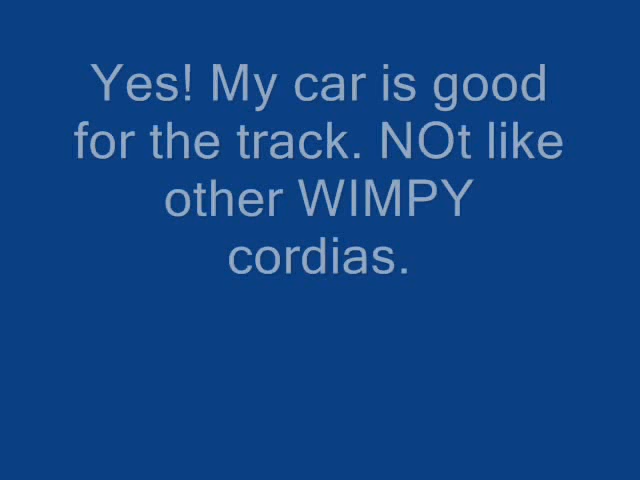 Yes! My car is good
for the track. NOt like
other WIMPY
cordias.